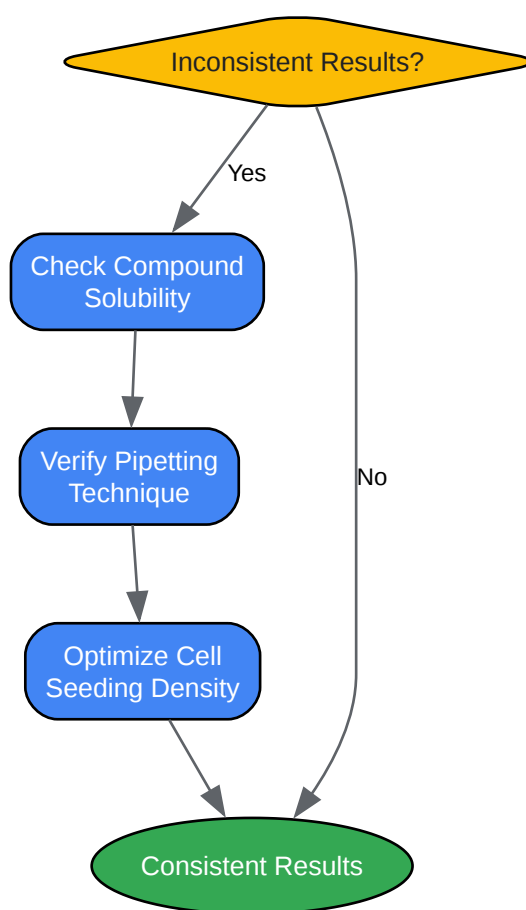 Inconsistent Results?
Yes
Check Compound
Solubility
Verify Pipetting
Technique
No
Optimize Cell
Seeding Density
Consistent Results